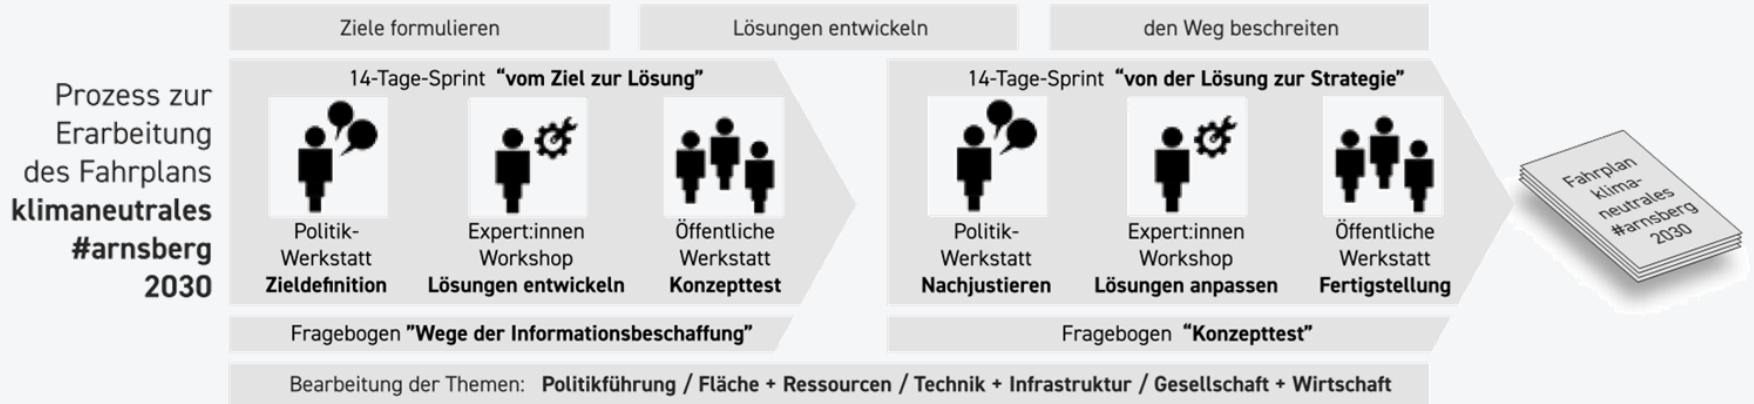 Ziele formulieren
Lösungen entwickeln
den Weg beschreiten
Prozess zur
Erarbeitung
des Fahrplans
klimaneutrales
#arnsberg
2030
14-Tage-Sprint “vom Ziel zur Lösung”
Politik-
Werkstatt
Zieldefinition
Expert:innen
Workshop
Lösungen entwickeln
Öffentliche
Werkstatt
Konzepttest
14-Tage-Sprint “von der Lösung zur Strategie”
Politik-
Werkstatt
Nachjustieren
Expert:innen
Workshop
Lösungen anpassen
Öffentliche
Werkstatt
Fertigstellung
Fahrplan
klima-
neutrales
#arnsberg
2030
Fragebogen ”Wege der Informationsbeschaffung”
Fragebogen “Konzepttest”
Bearbeitung der Themen: Politikführung / Fläche + Ressourcen / Technik + Infrastruktur / Gesellschaft + Wirtschaft